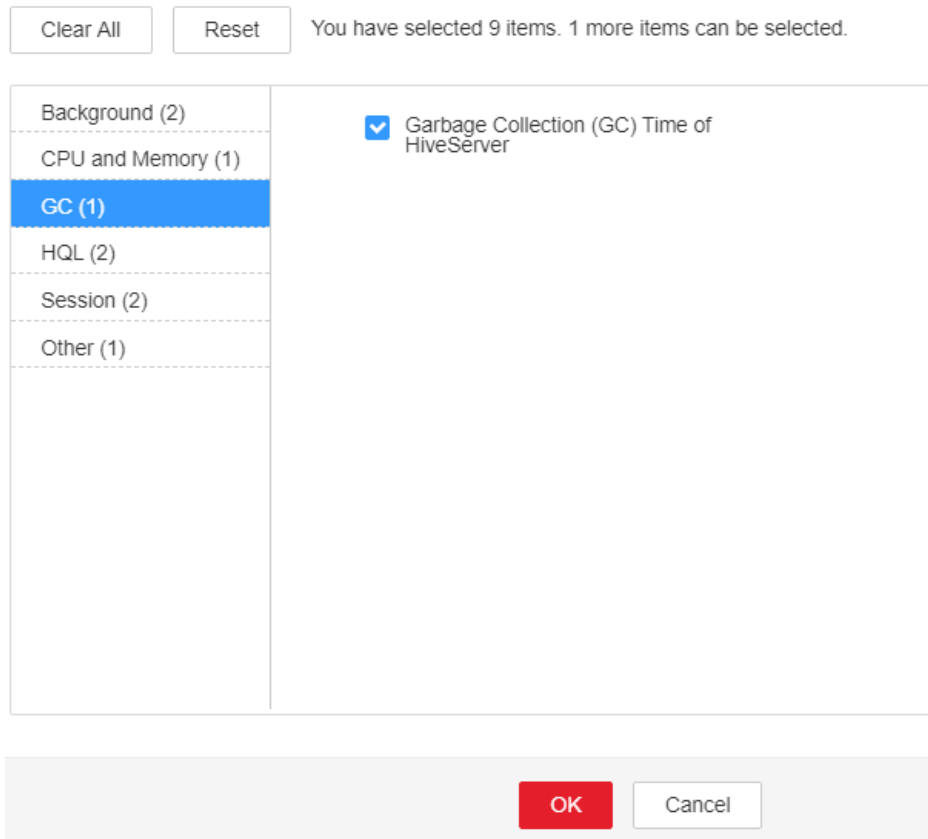 Clear All
Reset
You have selected 9 items. 1 more items can be selected.
Background (2)
CPU and Memory (1)
GC (1)
HQL (2)
Session (2)
Other (1)
Garbage Collection (GC) Time of
HiveServer
OK
Cancel